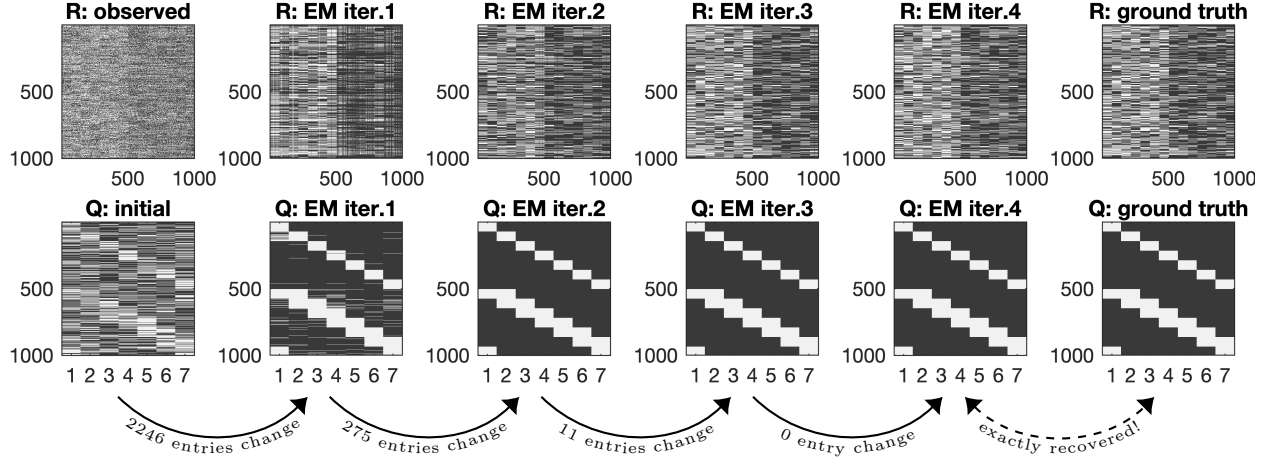 R: observed R: EM iter.1 R: EM iter.2 R: EM iter.3 R: EM iter.4 R: ground truth
500 500 500 500 500 500
1000 1000 1000 1000 1000 1000
500 1000 500 1000 500 1000 500 1000 500 1000 500 1000
Q: initial Q: EM iter.1 Q: EM iter.2 Q: EM iter.3 Q: EM iter.4 Q: ground truth
500 500 500 500 500 500
1000 1000 1000 1000 1000 1000
1 2 3 4 5 6 7 1 2 3 4 5 6 7 1 2 3 4 5 6 7 1 2 3 4 5 6 7 1 2 3 4 5 6 7 1 2 3 4 5 6 7
2246 entries change 275 entries change 11 entries change 0 entry change exactly recovered!